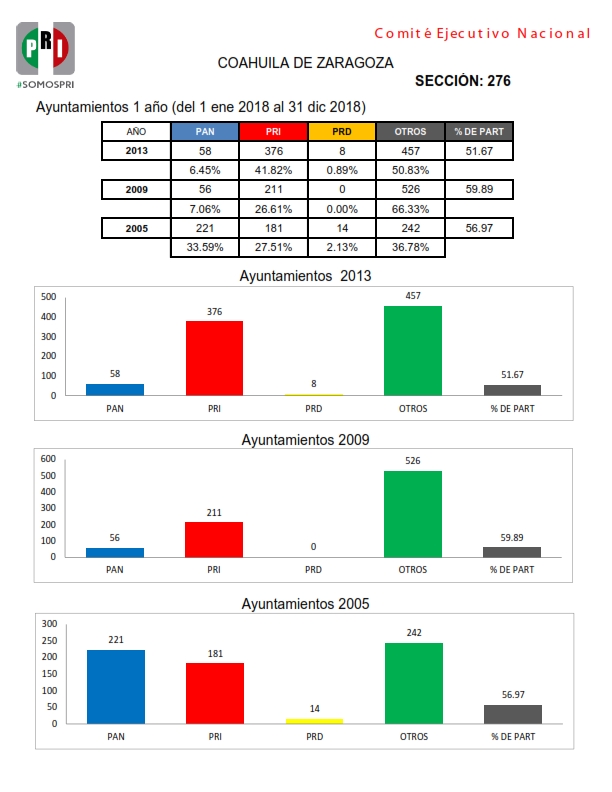 PRI
#SOMOSPRI
Comité Ejecutivo Nacional
COAHUILA DE ZARAGOZA
SECCIÓN: 276
Ayuntamientos 1 año (del 1 ene 2018 al 31 dic 2018)
AÑO PAN PRI PRD OTROS % DE PART
2013 58 376 8 457 51.67
6.45% 41.82% 0.89% 50.83%
2009 56 211 0 526 59.89
7.06% 26.61% 0.00% 66.33%
2005 221 181 14 242 56.97
33.59% 27.51% 2.13% 36.78%
Ayuntamientos 2013
500
400
300
200
100
0
58 376 8 457 51.67
PAN PRI PRD OTROS % DE PART
Ayuntamientos 2009
600
500
400
300
200
100
0
56 211 0 526 59.89
PAN PRI PRD OTROS % DE PART
Ayuntamientos 2005
300
250
200
150
100
50
0
221 181 14 242 56.97
PAN PRI PRD OTROS % DE PART